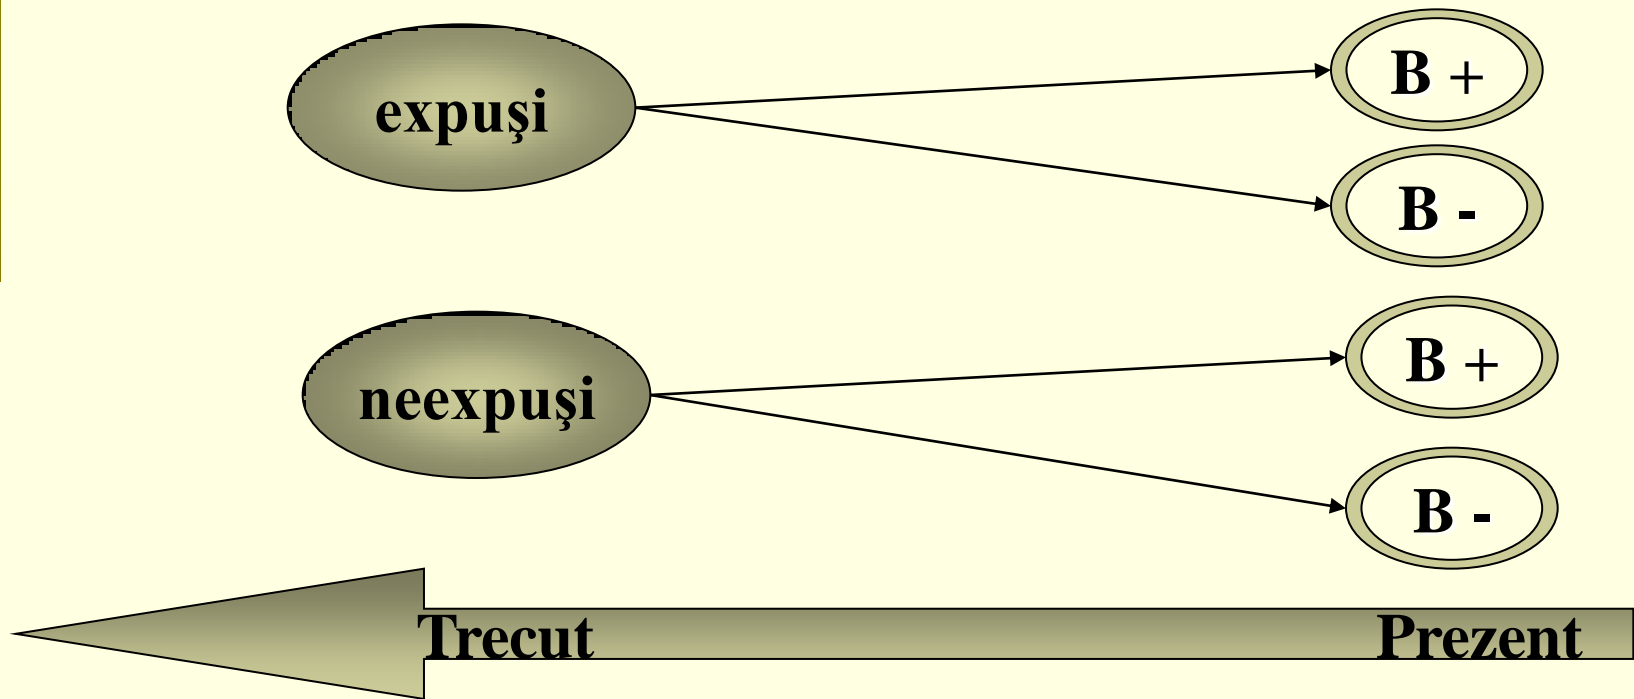 expuşi
B +
B -
neexpuşi
B +
B -
Trecut
Prezent